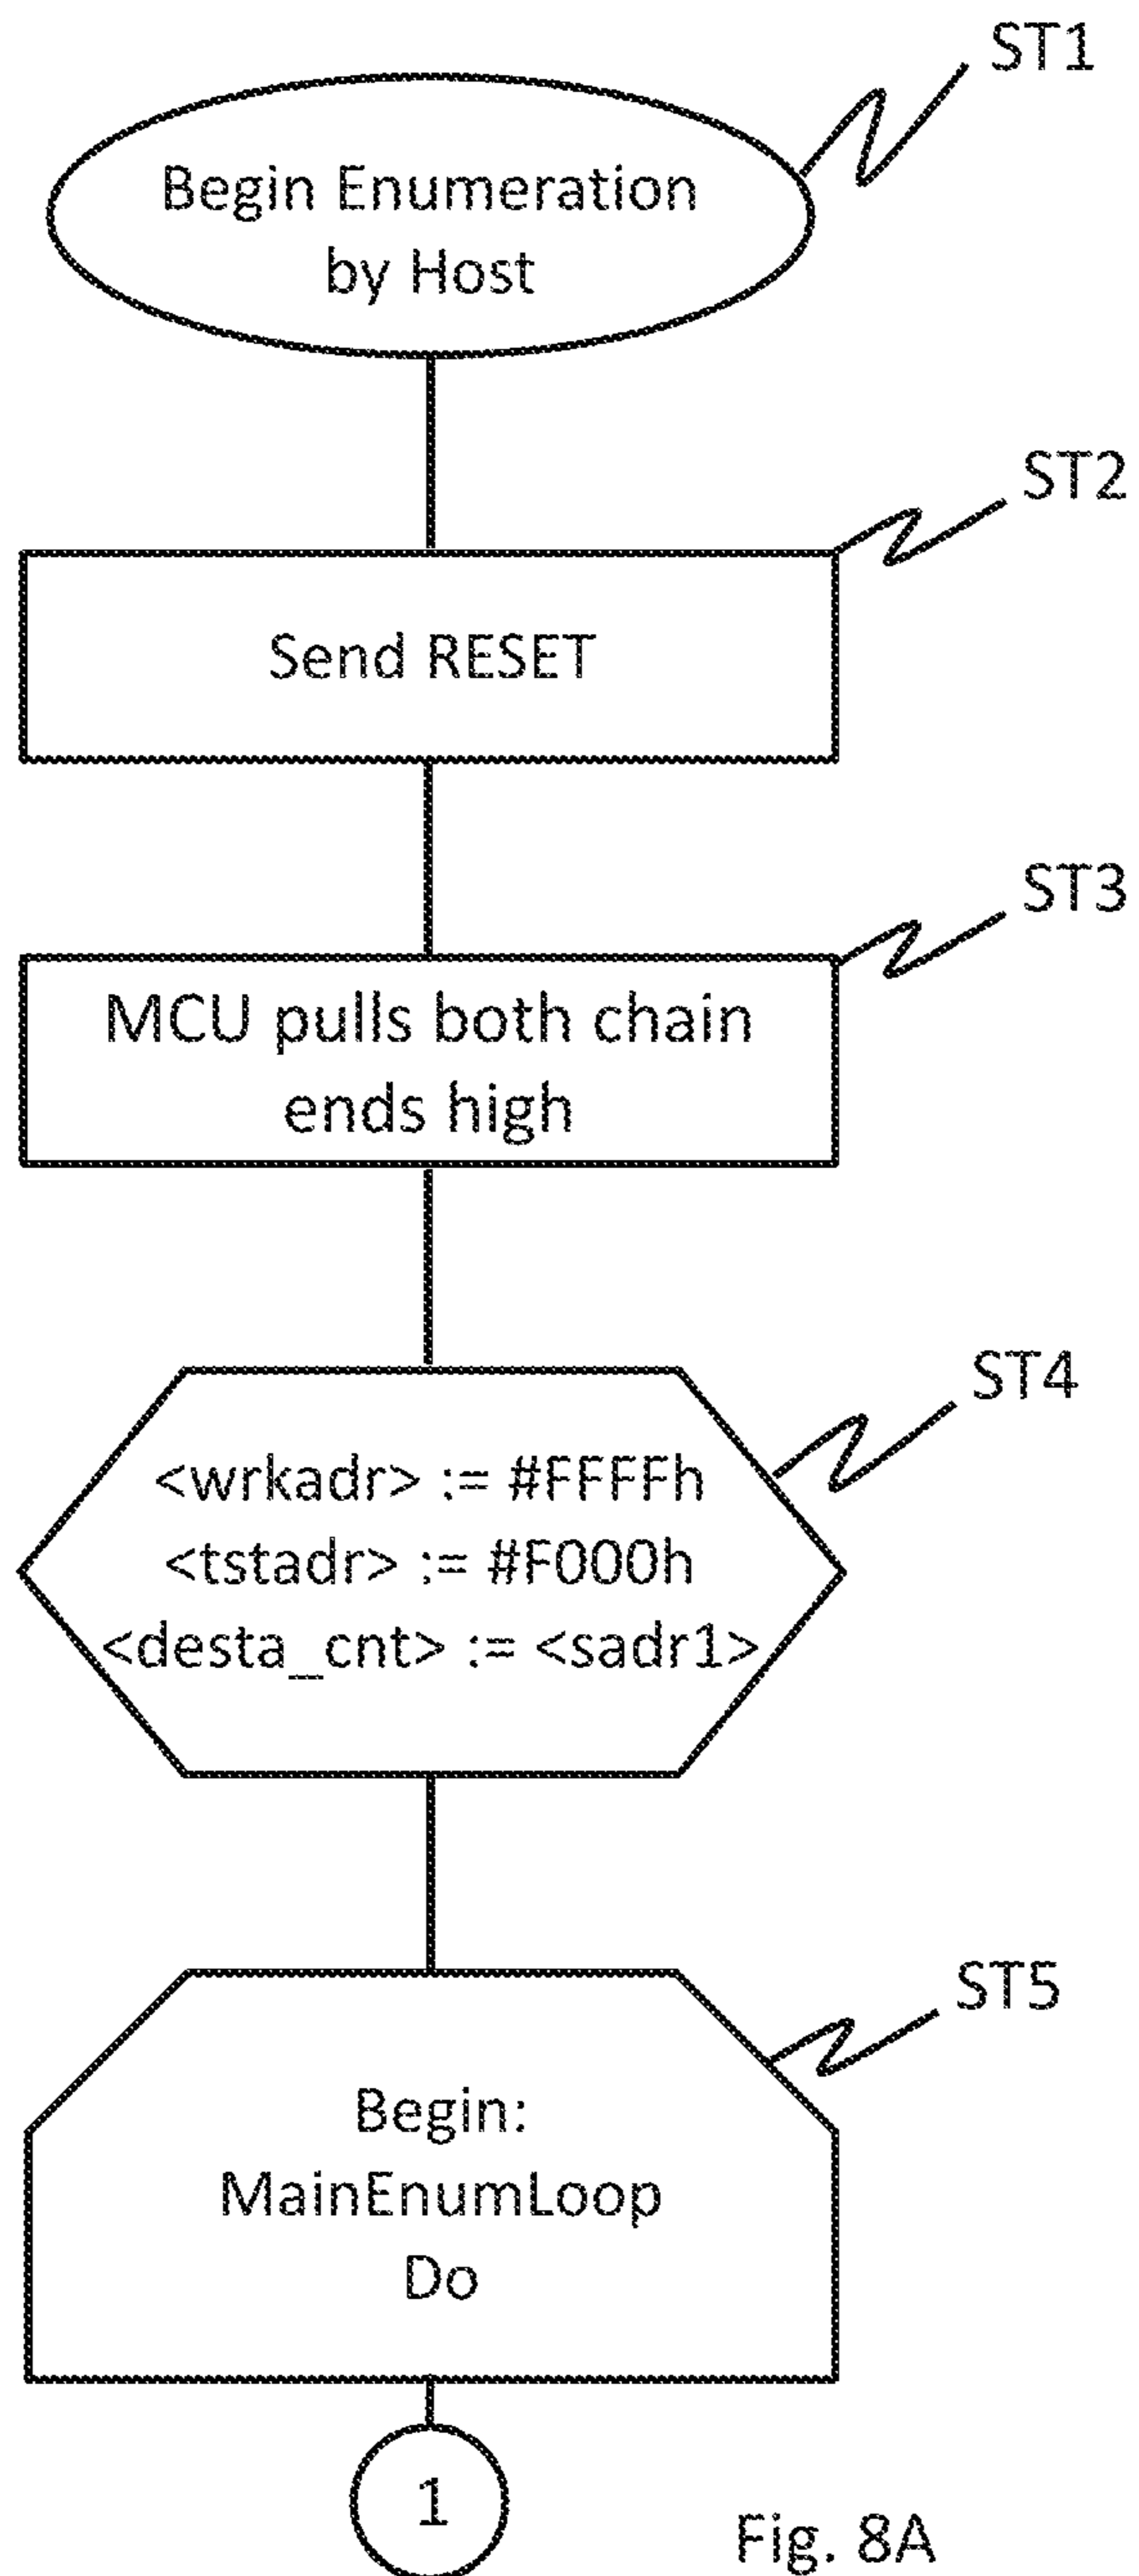 ST1
Begin Enumeration
by Host
ST2
Send RESET
ST3
MCU pulls both chain
ends high
ST4
<wrkadr> := #FFFFh
<tstadr> := #F000h
<desta_cnt> := <sadr1>
ST5
Begin:
MainEnumLoop
Do
1
Fig. 8A